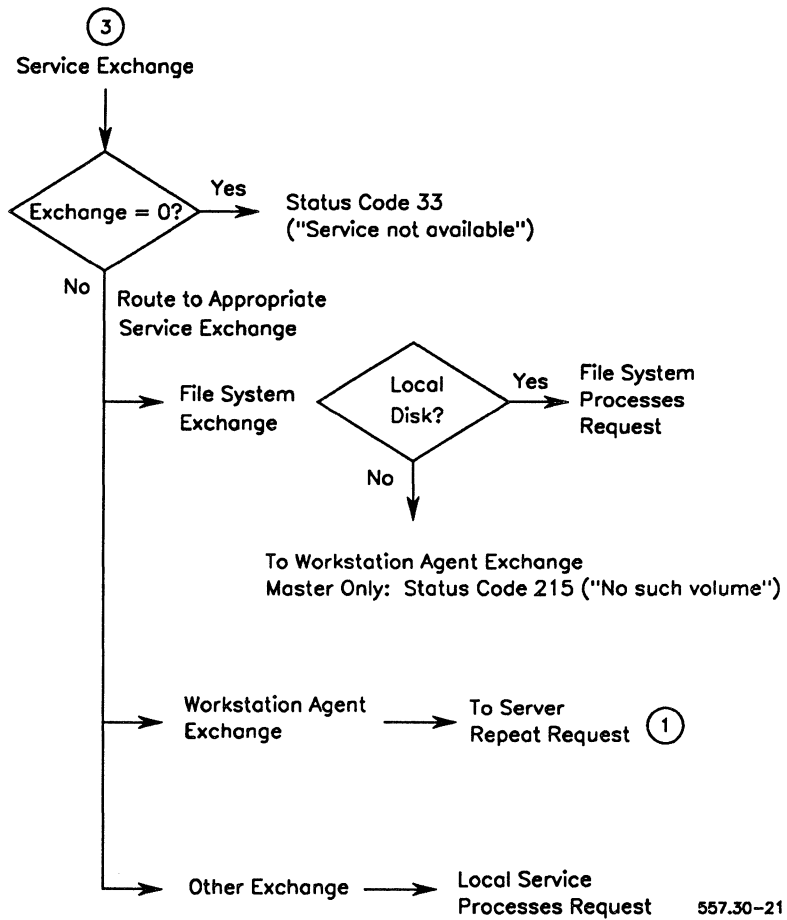 3
Service Exchange
Exchange = 0?
Yes
Status Code 33
("Service not available")
No
Route to Appropriate
Service Exchange
File System
Exchange
Local
Disk?
Yes
File System
Processes
Request
No
To Workstation Agent Exchange
Master Only: Status Code 215 ("No such volume")
Workstation Agent
Exchange
To Server
Repeat Request
1
Other Exchange
Local Service
Processes Request
557.30-21